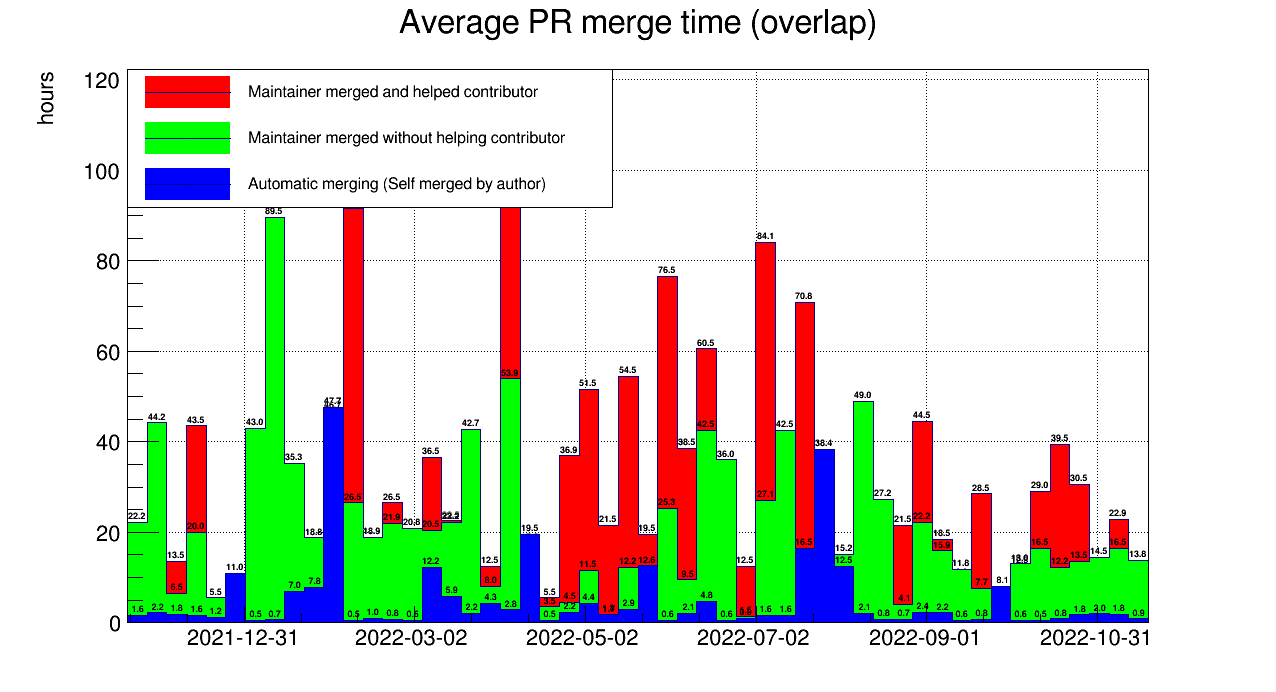 Average PR merge time (overlap)
hours
Maintainer merged and helped contributor
Maintainer merged without helping contributor
Automatic merging (Self merged by author)
120
100
80
60
40
20
0
89.5
84.1
76.5
70.8
60.5
54.5
53.9
51.5
49.0
47.7
44.2 43.5 43.0 42.7 42.5 42.5 44.5
36.9 38.5 36.0 38.4 39.5
35.3 36.5
26.5 26.5 25.3 27.1 27.2 28.5 29.0 30.5
22.2 20.0 21.9 20.8 20.5 22.5 19.5 21.5 19.5 21.5 22.2 22.9
18.8 18.9 18.5
13.5 11.0 12.2 12.5 11.5 12.2 12.6 12.5 16.5 15.2 12.5 15.9 11.8 16.5 12.2 13.5 14.5 16.5 13.8
6.5 5.5 7.0 7.8 5.9 8.0 5.5 3.5 4.5 9.5 4.1 7.7 8.1
1.6 2.2 1.8 1.6 1.2 0.5 0.7 0.5 1.0 0.8 2.2 4.3 2.8 0.5 2.2 4.4 2.9 0.6 2.1 4.8 0.6 1.6 1.6 2.1 0.8 0.7 2.4 2.2 0.6 0.8 0.6 0.5 0.8 1.8 2.0 1.8 0.9
2021-12-31 2022-03-02 2022-05-02 2022-07-02 2022-09-01 2022-10-31